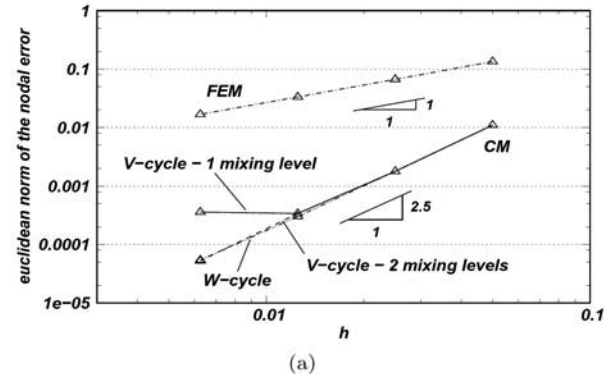 1
0.1
0.01
0.001
0.0001
1e−05
euclidean norm of the nodal error
FEM
1
1
CM
V−cycle − 1 mixing level
2.5
1
V−cycle − 2 mixing levels
W−cycle
0.01
0.1
h
(a)